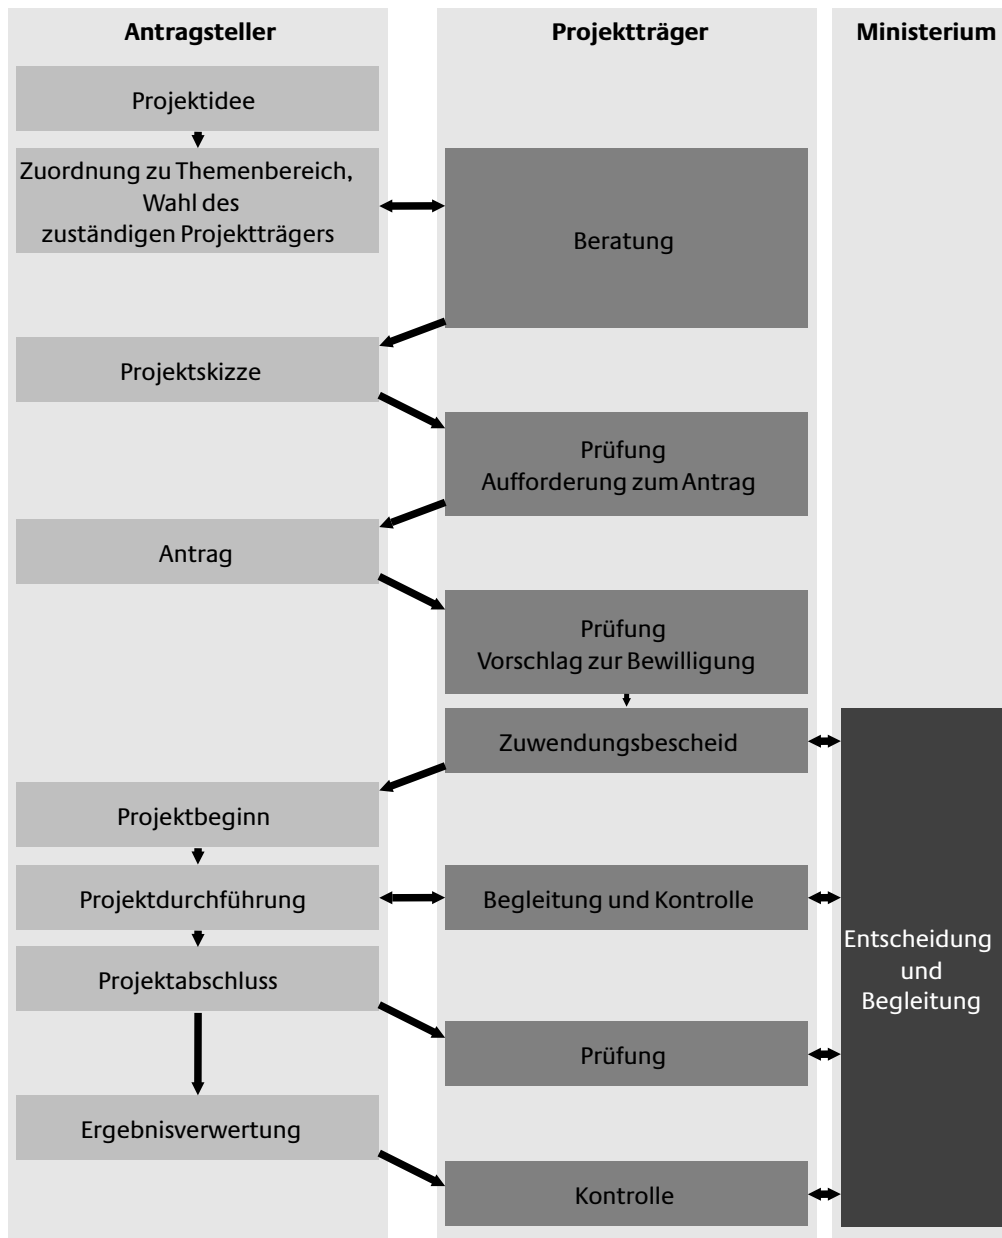 Antragsteller
Projektträger
Ministerium
Projektidee
Zuordnung zu Themenbereich,
Wahl des
zuständigen Projektträgers
Beratung
Projektskizze
Prüfung
Aufforderung zum Antrag
Antrag
Prüfung
Vorschlag zur Bewilligung
Zuwendungsbescheid
Projektbeginn
Projektdurchführung
Begleitung und Kontrolle
Entscheidung
und
Begleitung
Projektabschluss
Prüfung
Ergebnisverwertung
Kontrolle